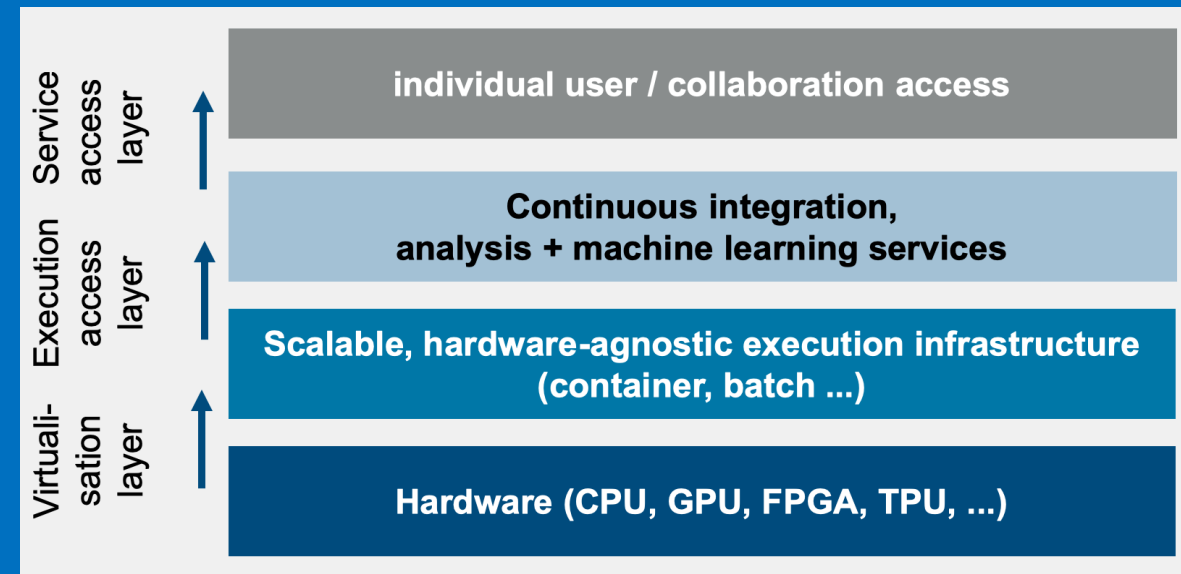 Service
access
layer
individual user / collaboration access
Execution
access
layer
Continuous integration,
analysis + machine learning services
Virtuali-
sation
layer
Scalable, hardware-agnostic execution infrastructure
(container, batch ...)
Hardware (CPU, GPU, FPGA, TPU, ...)